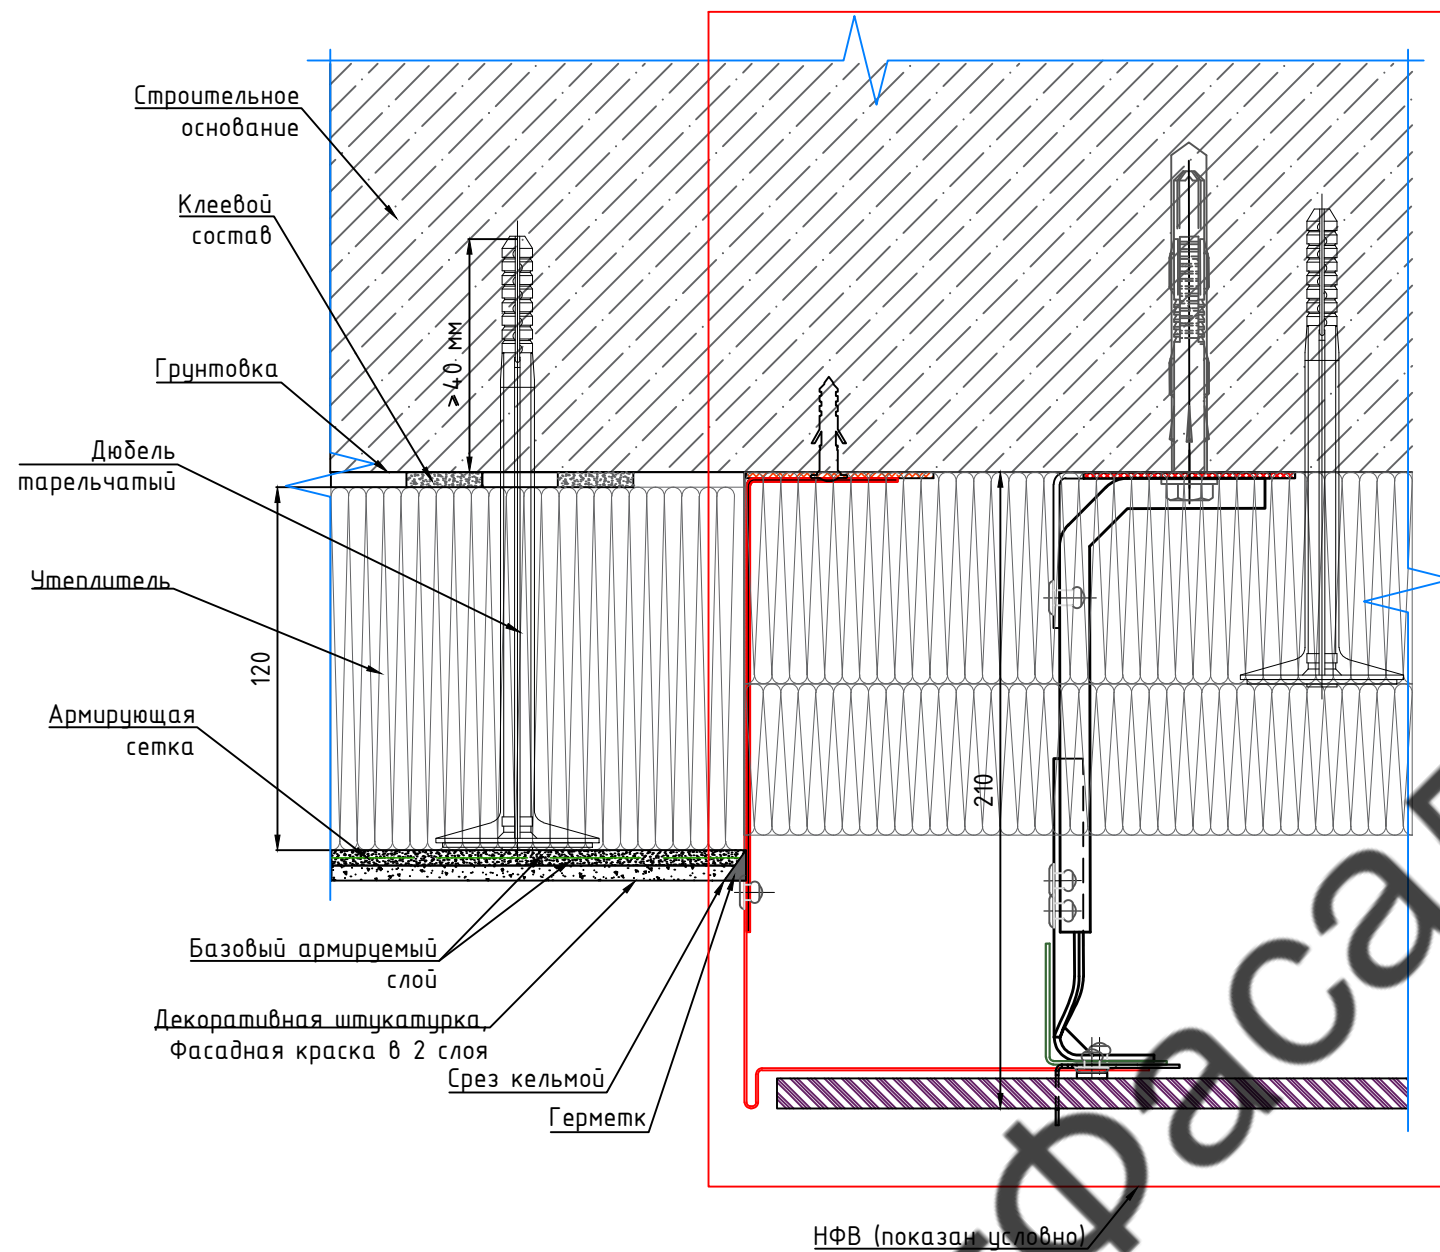 Строительное
основание
Клеевой
состав
Грунтовка
>40 мм
Дюбель
тарельчатый
Утеплитель
120
Армирующая
сетка
210
Базовый армируемый
слой
Декоративная штукатурка,
Фасадная краска в 2 слоя
Срез кельмой
Герметк
НФВ (показан условно)
фаса